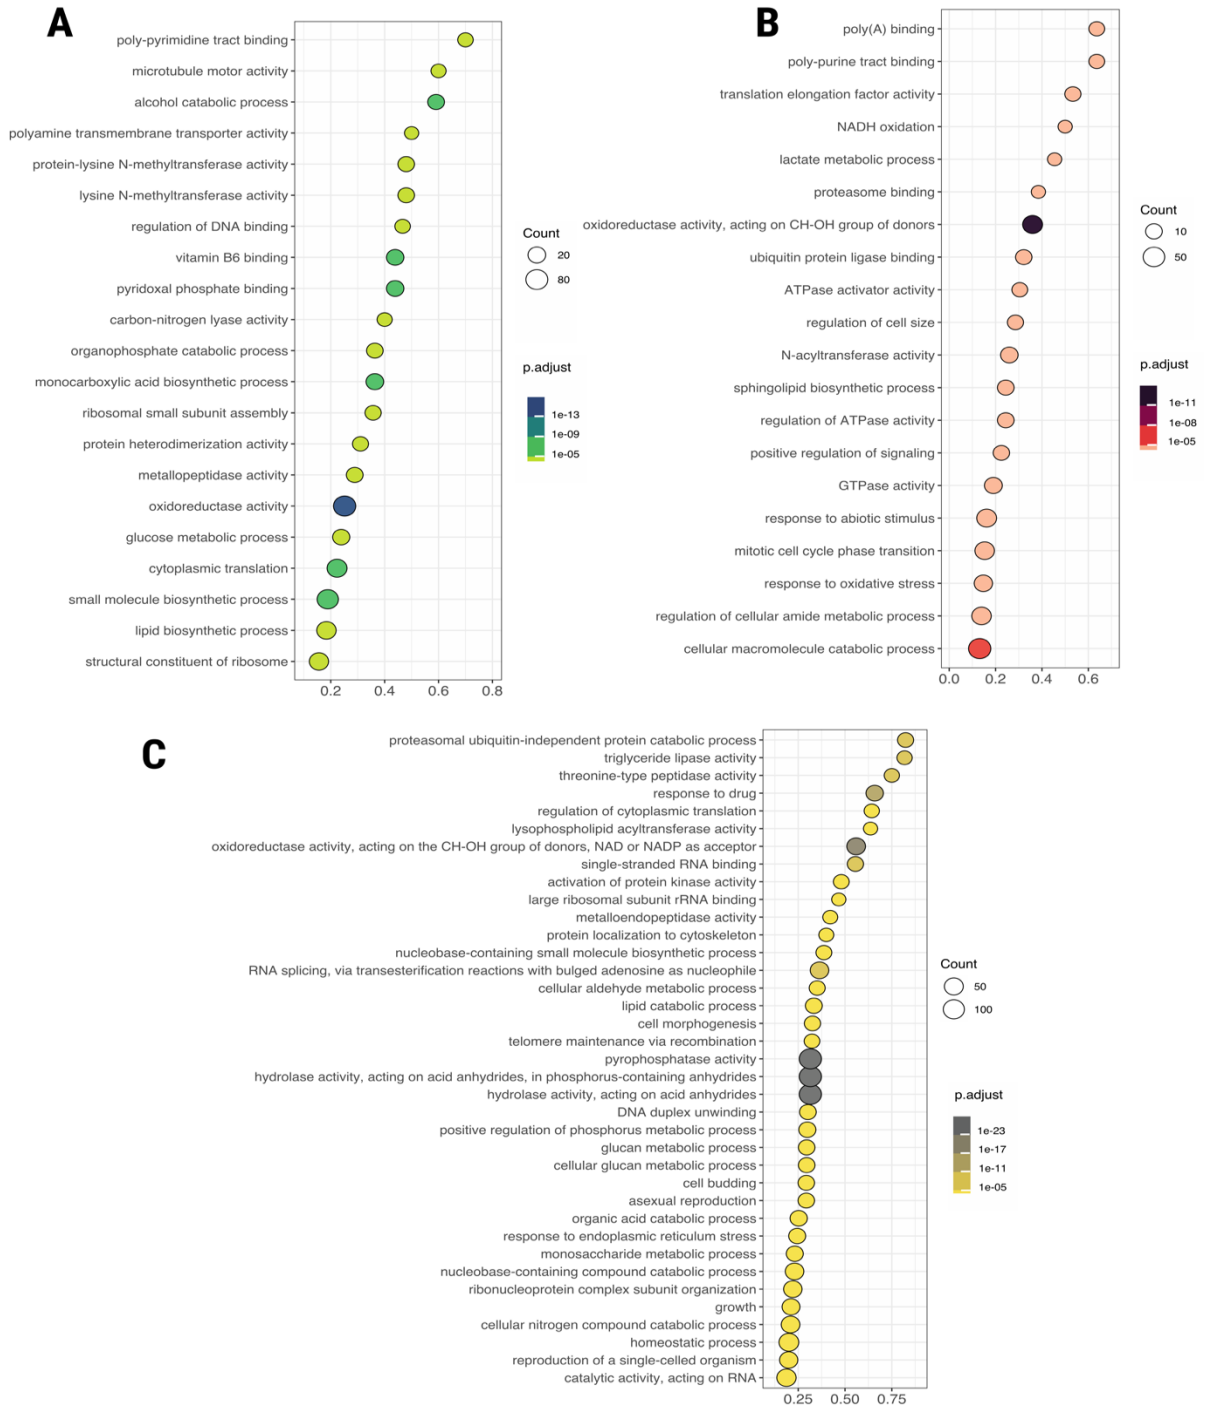 A
poly-pyrimidine tract binding
microtubule motor activity
alcohol catabolic process
polyamine transmembrane transporter activity
protein-lysine N-methyltransferase activity
lysine N-methyltransferase activity
regulation of DNA binding
vitamin B6 binding
pyridoxal phosphate binding
carbon-nitrogen lyase activity
organophosphate catabolic process
monocarboxylic acid biosynthetic process
ribosomal small subunit assembly
protein heterodimerization activity
metallopeptidase activity
oxidoreductase activity
glucose metabolic process
cytoplasmic translation
small molecule biosynthetic process
lipid biosynthetic process
structural constituent of ribosome
0.2 0.4 0.6 0.8
Count
20
80
p.adjust
1e-13
1e-09
1e-05
B
poly(A) binding
poly-purine tract binding
translation elongation factor activity
NADH oxidation
lactate metabolic process
proteasome binding
oxidoreductase activity, acting on CH-OH group of donors
ubiquitin protein ligase binding
ATPase activator activity
regulation of cell size
N-acyltransferase activity
sphingolipid biosynthetic process
regulation of ATPase activity
positive regulation of signaling
GTPase activity
response to abiotic stimulus
mitotic cell cycle phase transition
response to oxidative stress
regulation of cellular amide metabolic process
cellular macromolecule catabolic process
0.0 0.2 0.4 0.6
Count
10
50
p.adjust
1e-11
1e-08
1e-05
C
proteasomal ubiquitin-independent protein catabolic process
triglyceride lipase activity
threonine-type peptidase activity
response to drug
regulation of cytoplasmic translation
lysophospholipid acyltransferase activity
oxidoreductase activity, acting on the CH-OH group of donors, NAD or NADP as acceptor
single-stranded RNA binding
activation of protein kinase activity
large ribosomal subunit rRNA binding
metalloendopeptidase activity
protein localization to cytoskeleton
nucleobase-containing small molecule biosynthetic process
RNA splicing, via transesterification reactions with bulged adenosine as nucleophile
cellular aldehyde metabolic process
lipid catabolic process
cell morphogenesis
telomere maintenance via recombination
pyrophosphatase activity
hydrolase activity, acting on acid anhydrides, in phosphorus-containing anhydrides
hydrolase activity, acting on acid anhydrides
DNA duplex unwinding
positive regulation of phosphorus metabolic process
glucan metabolic process
cellular glucan metabolic process
cell budding
asexual reproduction
organic acid catabolic process
response to endoplasmic reticulum stress
monosaccharide metabolic process
nucleobase-containing compound catabolic process
ribonucleoprotein complex subunit organization
growth
cellular nitrogen compound catabolic process
homeostatic process
reproduction of a single-celled organism
catalytic activity, acting on RNA
0.25 0.50 0.75
Count
50
100
p.adjust
1e-23
1e-17
1e-11
1e-05